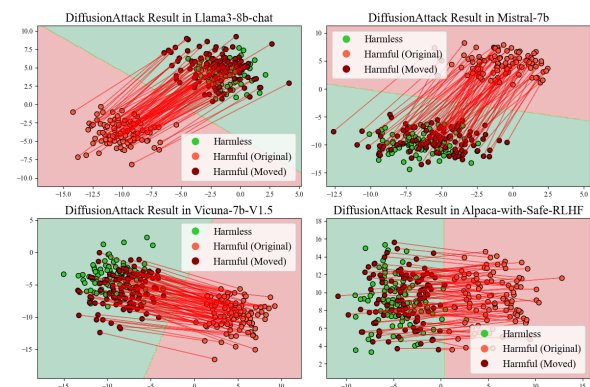 DiffusionAttack Result in Llama3-8b-chat
10.0
7.5
5.0
2.5
0.0
−2.5
−5.0
−7.5
−10.0
Harmless
Harmful (Original)
Harmful (Moved)
−15.0 −12.5 −10.0 −7.5 −5.0 −2.5 0.0 2.5 5.0
DiffusionAttack Result in Mistral-7b
10
5
0
−5
−10
Harmless
Harmful (Original)
Harmful (Moved)
−12.5 −10.0 −7.5 −5.0 −2.5 0.0 2.5 5.0
DiffusionAttack Result in Vicuna-7b-V1.5
5
0
−5
−10
−15
Harmless
Harmful (Original)
Harmful (Moved)
−15 −10 −5 0 5 10
DiffusionAttack Result in Alpaca-with-Safe-RLHF
18
16
14
12
10
8
6
4
2
Harmless
Harmful (Original)
Harmful (Moved)
−10 −5 0 5 10 15